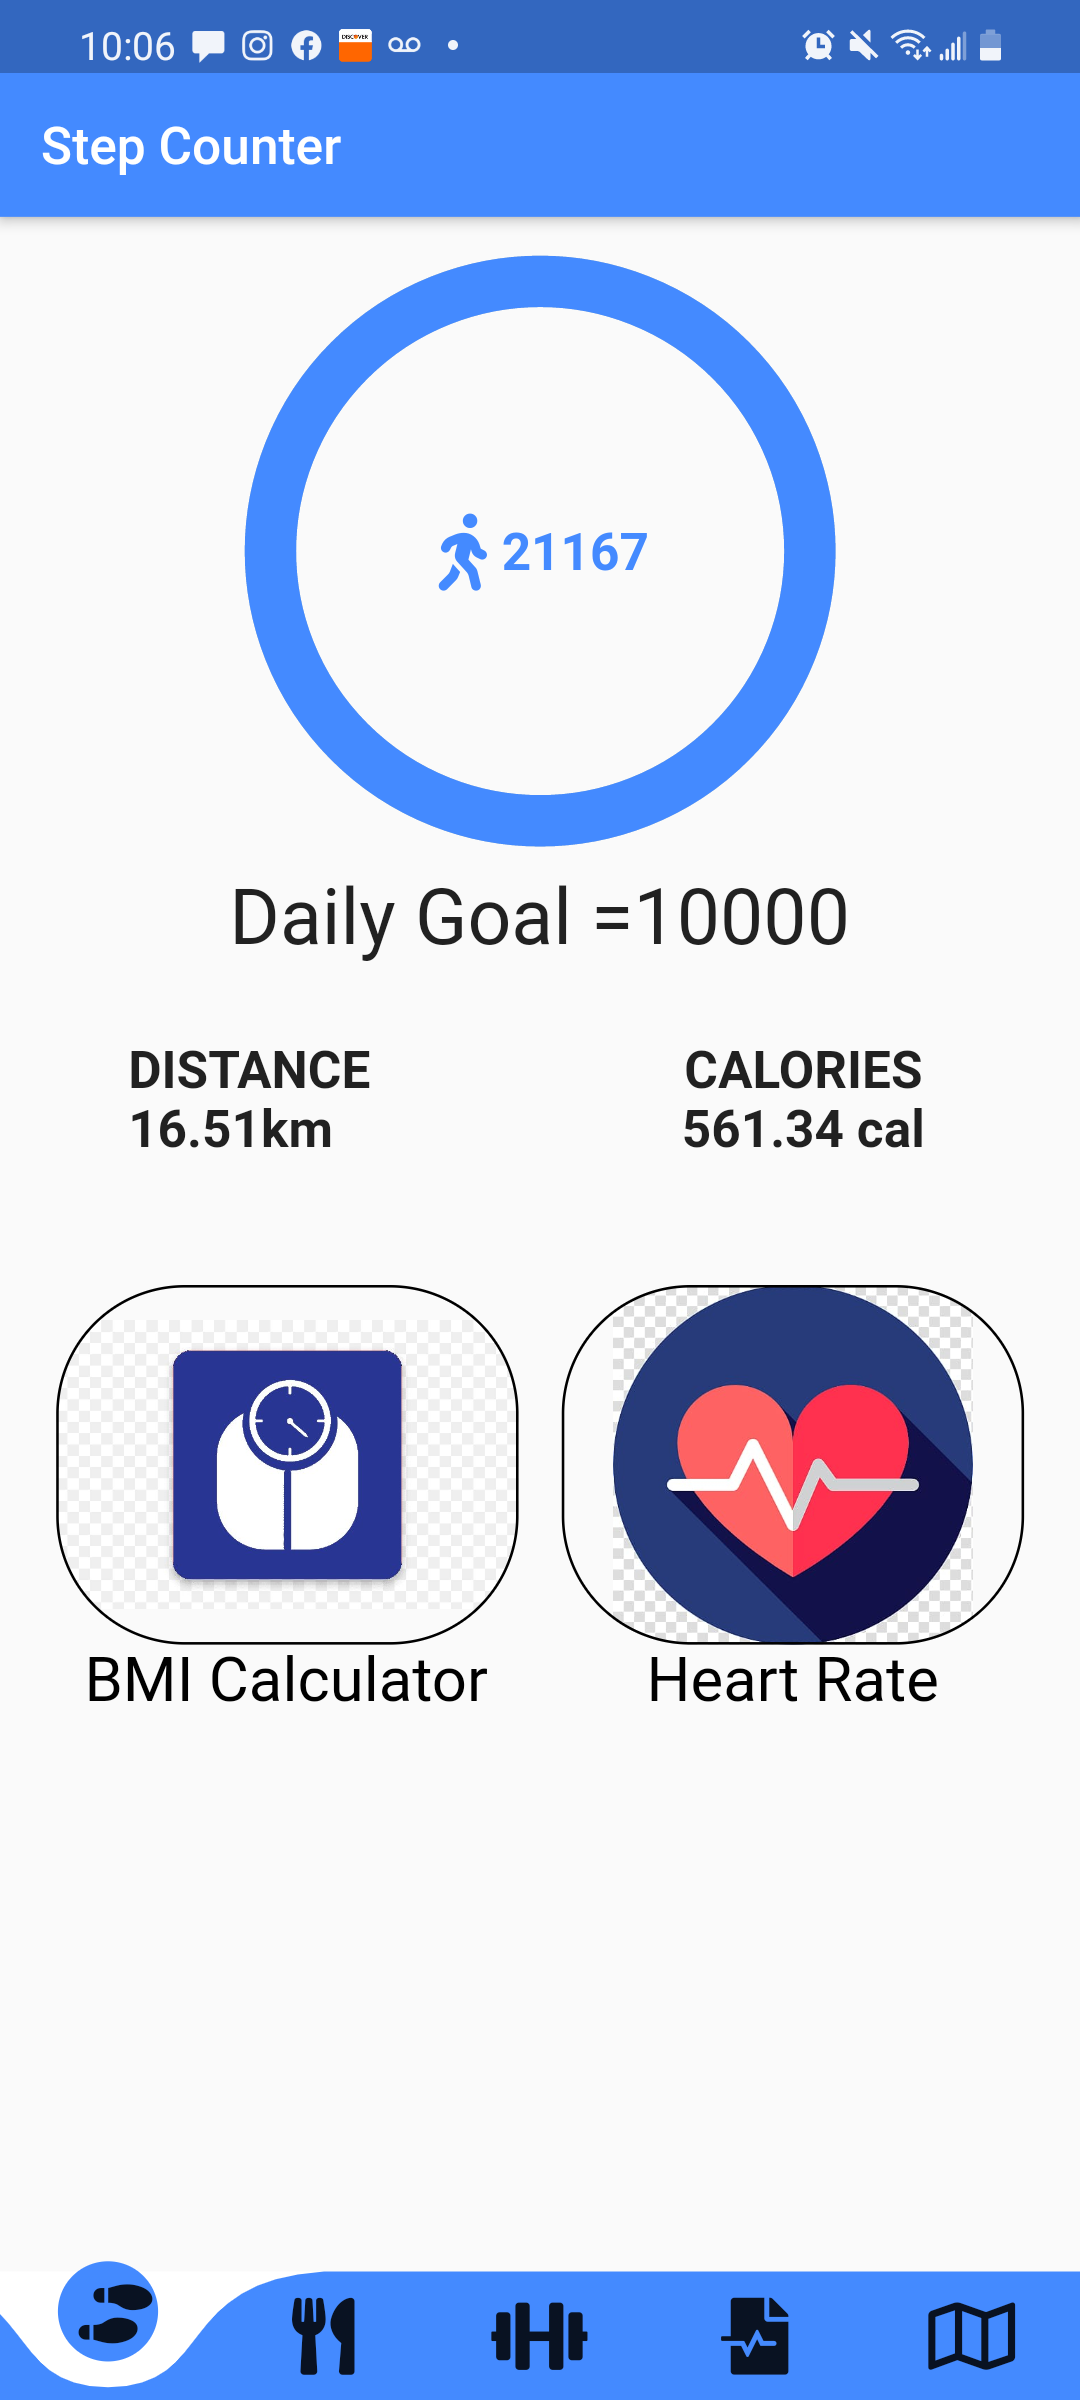 10:06
DISCOVER
Step Counter
21167
Daily Goal =10000
DISTANCE
16.51km
CALORIES
561.34 cal
BMI Calculator
Heart Rate